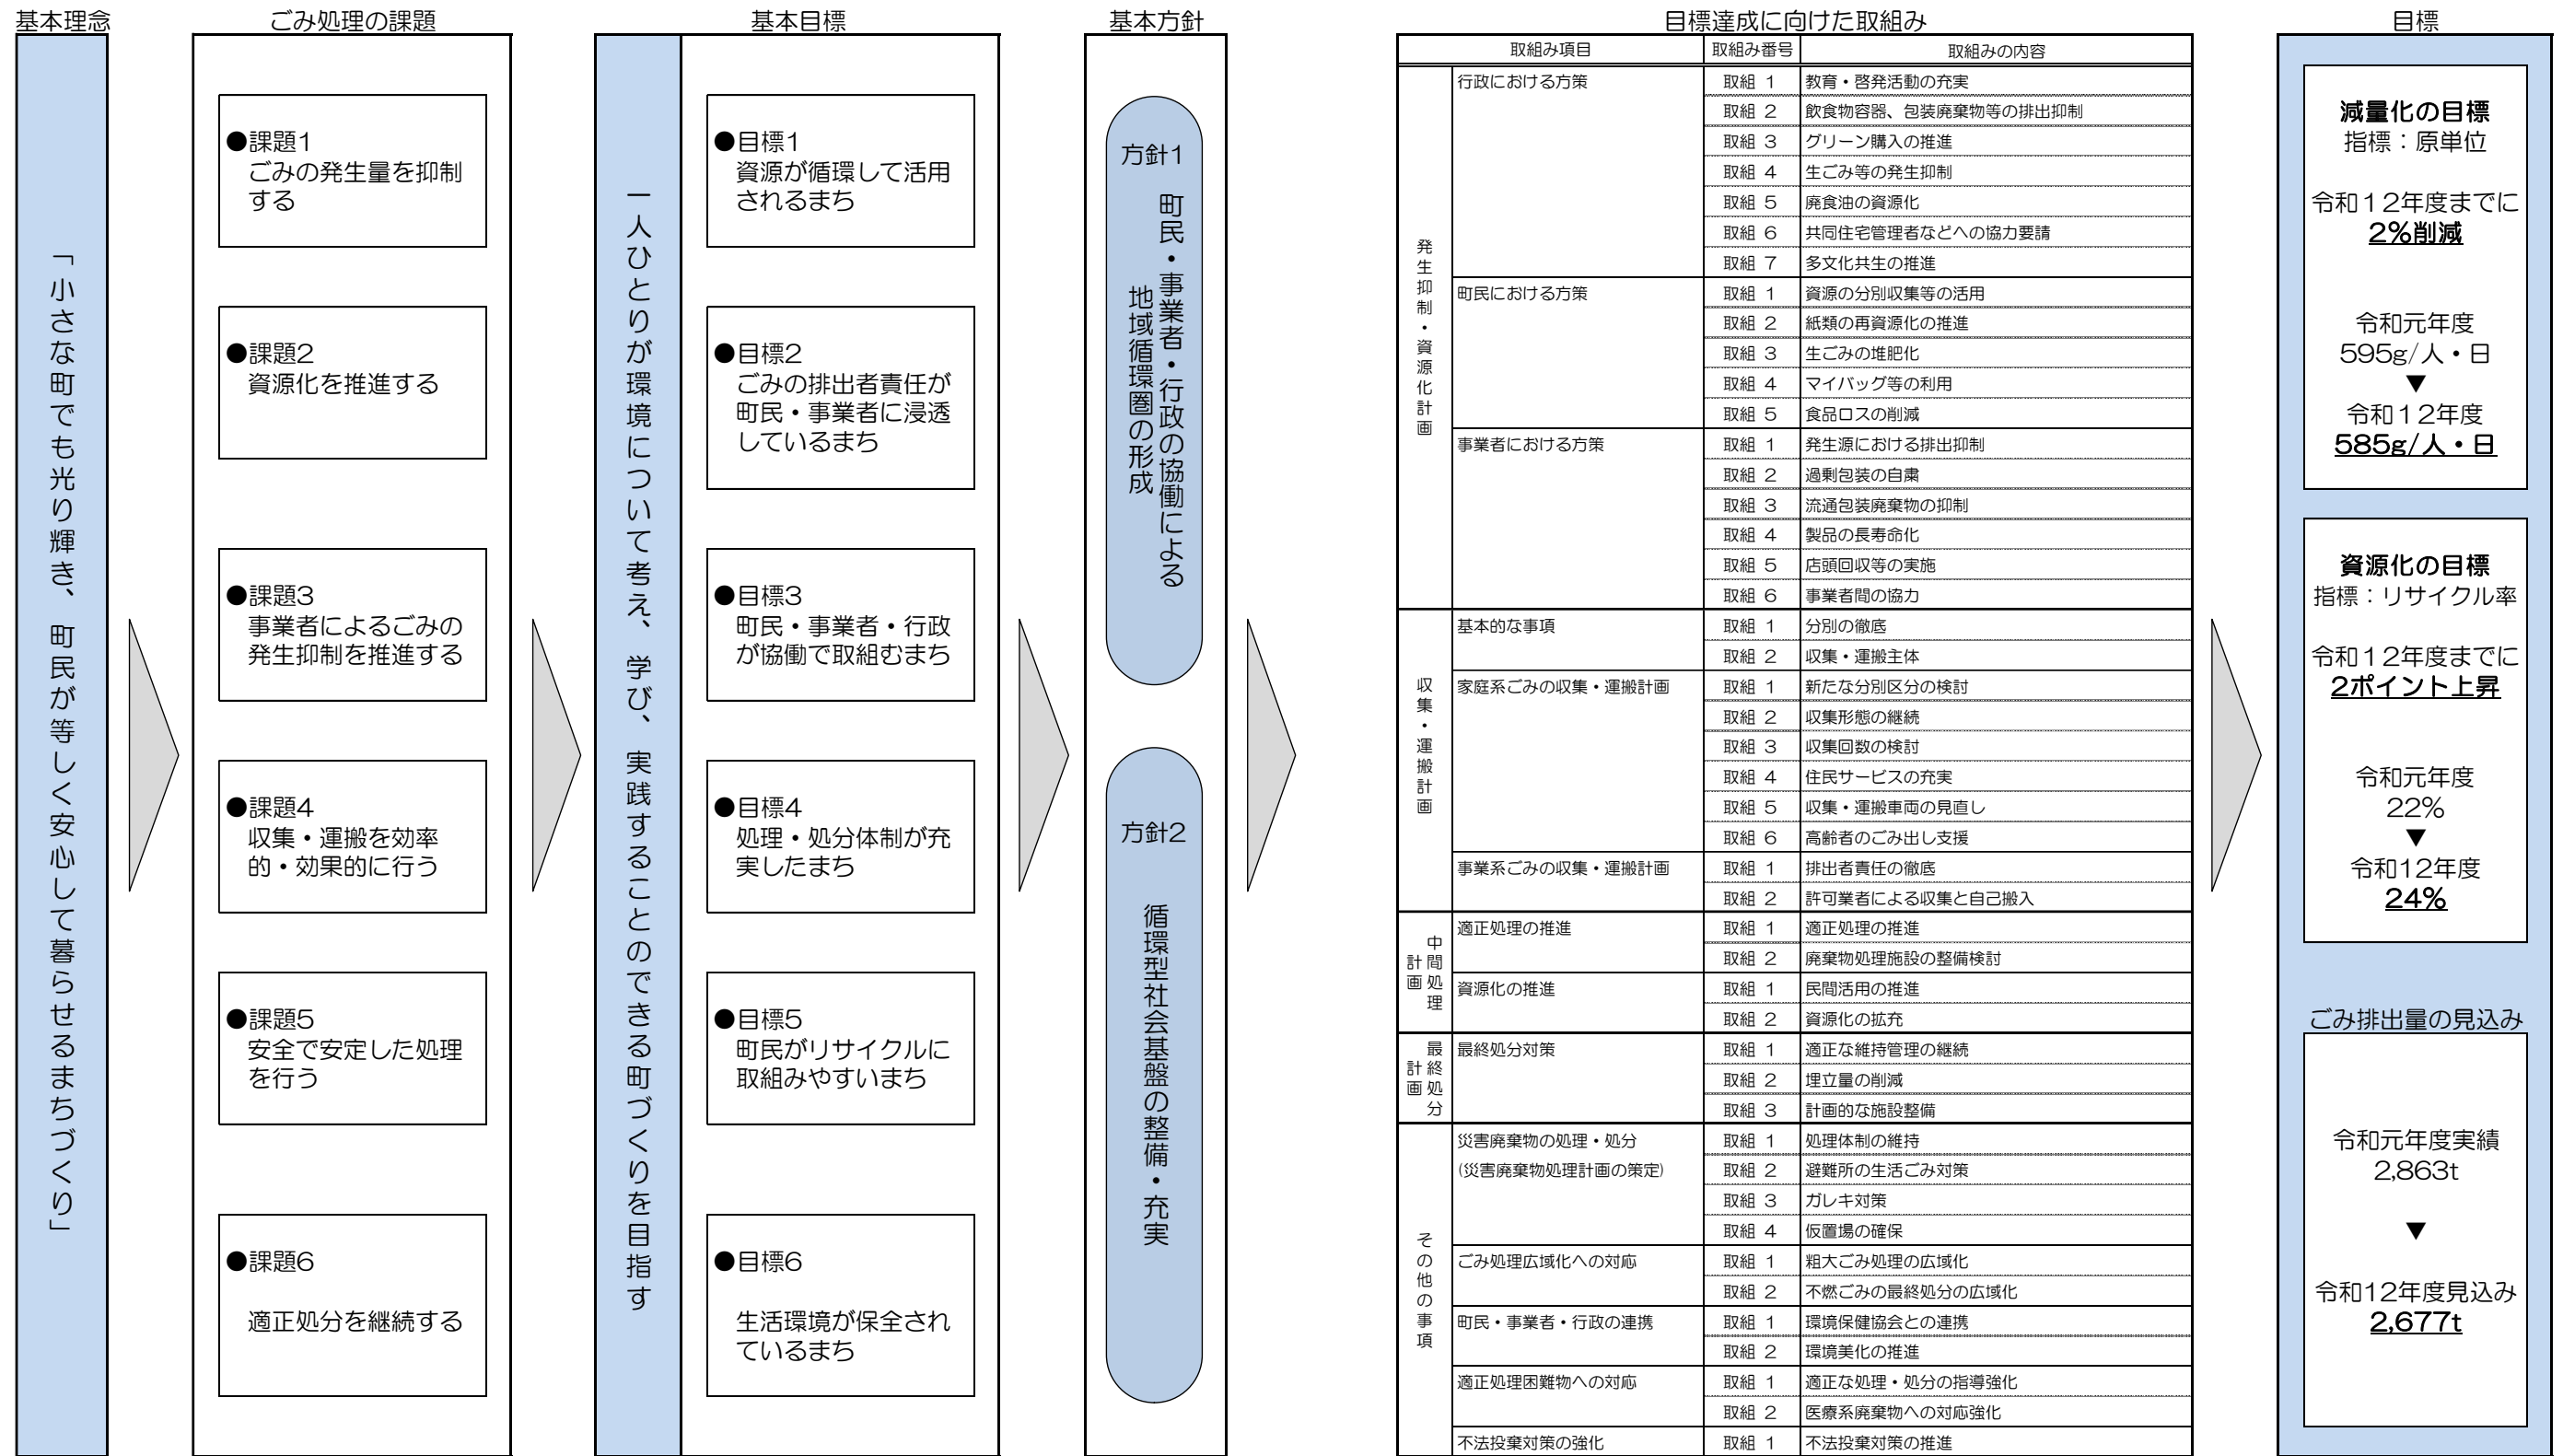 基本理念
「小さな町でも光り輝き、町民が等しく安心して暮らせるまちづくり」
ごみ処理の課題
●課題1
ごみの発生量を抑制
する
●課題2
資源化を推進する
●課題3
事業者によるごみの
発生抑制を推進する
●課題4
収集・運搬を効率
的・効果的に行う
●課題5
安全で安定した処理
を行う
●課題6
適正処分を継続する
基本目標
一人ひとりが環境について考え、学び、実践することのできる町づくりを目指す
●目標1
資源が循環して活用
されるまち
●目標2
ごみの排出者責任が
町民・事業者に浸透
しているまち
●目標3
町民・事業者・行政
が協働で取組むまち
●目標4
処理・処分体制が充
実したまち
●目標5
町民がリサイクルに
取組みやすいまち
●目標6
生活環境が保全され
ているまち
基本方針
方針1
町民・事業者・行政の協働による
地域循環圏の形成
方針2
循環型社会基盤の整備・充実
目標達成に向けた取組み
取組み項目 取組み番号 取組みの内容
発生抑制・資源化計画
行政における方策 取組 1 教育・啓発活動の充実
取組 2 飲食物容器、包装廃棄物等の排出抑制
取組 3 グリーン購入の推進
取組 4 生ごみ等の発生抑制
取組 5 廃食油の資源化
取組 6 共同住宅管理者などへの協力要請
取組 7 多文化共生の推進
町民における方策 取組 1 資源の分別収集等の活用
取組 2 紙類の再資源化の推進
取組 3 生ごみの堆肥化
取組 4 マイバッグ等の利用
取組 5 食品ロスの削減
事業者における方策 取組 1 発生源における排出抑制
取組 2 過剰包装の自粛
取組 3 流通包装廃棄物の抑制
取組 4 製品の長寿命化
取組 5 店頭回収等の実施
取組 6 事業者間の協力
収集・運搬計画
基本的な事項 取組 1 分別の徹底
取組 2 収集・運搬主体
家庭系ごみの収集・運搬計画 取組 1 新たな分別区分の検討
取組 2 収集形態の継続
取組 3 収集回数の検討
取組 4 住民サービスの充実
取組 5 収集・運搬車両の見直し
取組 6 高齢者のごみ出し支援
事業系ごみの収集・運搬計画 取組 1 排出者責任の徹底
取組 2 許可業者による収集と自己搬入
中間処理
計画
適正処理の推進 取組 1 適正処理の推進
取組 2 廃棄物処理施設の整備検討
資源化の推進 取組 1 民間活用の推進
取組 2 資源化の拡充
最終処分
計画
最終処分対策 取組 1 適正な維持管理の継続
取組 2 埋立量の削減
取組 3 計画的な施設整備
その他の事項
災害廃棄物の処理・処分 取組 1 処理体制の維持
(災害廃棄物処理計画の策定) 取組 2 避難所の生活ごみ対策
取組 3 ガレキ対策
取組 4 仮置場の確保
ごみ処理広域化への対応 取組 1 粗大ごみ処理の広域化
取組 2 不燃ごみの最終処分の広域化
町民・事業者・行政の連携 取組 1 環境保健協会との連携
取組 2 環境美化の推進
適正処理困難物への対応 取組 1 適正な処理・処分の指導強化
取組 2 医療系廃棄物への対応強化
不法投棄対策の強化 取組 1 不法投棄対策の推進
目標
減量化の目標
指標：原単位
令和12年度までに
2%削減
令和元年度
595g/人・日
▼
令和12年度
585g/人・日
資源化の目標
指標：リサイクル率
令和12年度までに
2ポイント上昇
令和元年度
22%
▼
令和12年度
24%
ごみ排出量の見込み
令和元年度実績
2,863t
▼
令和12年度見込み
2,677t